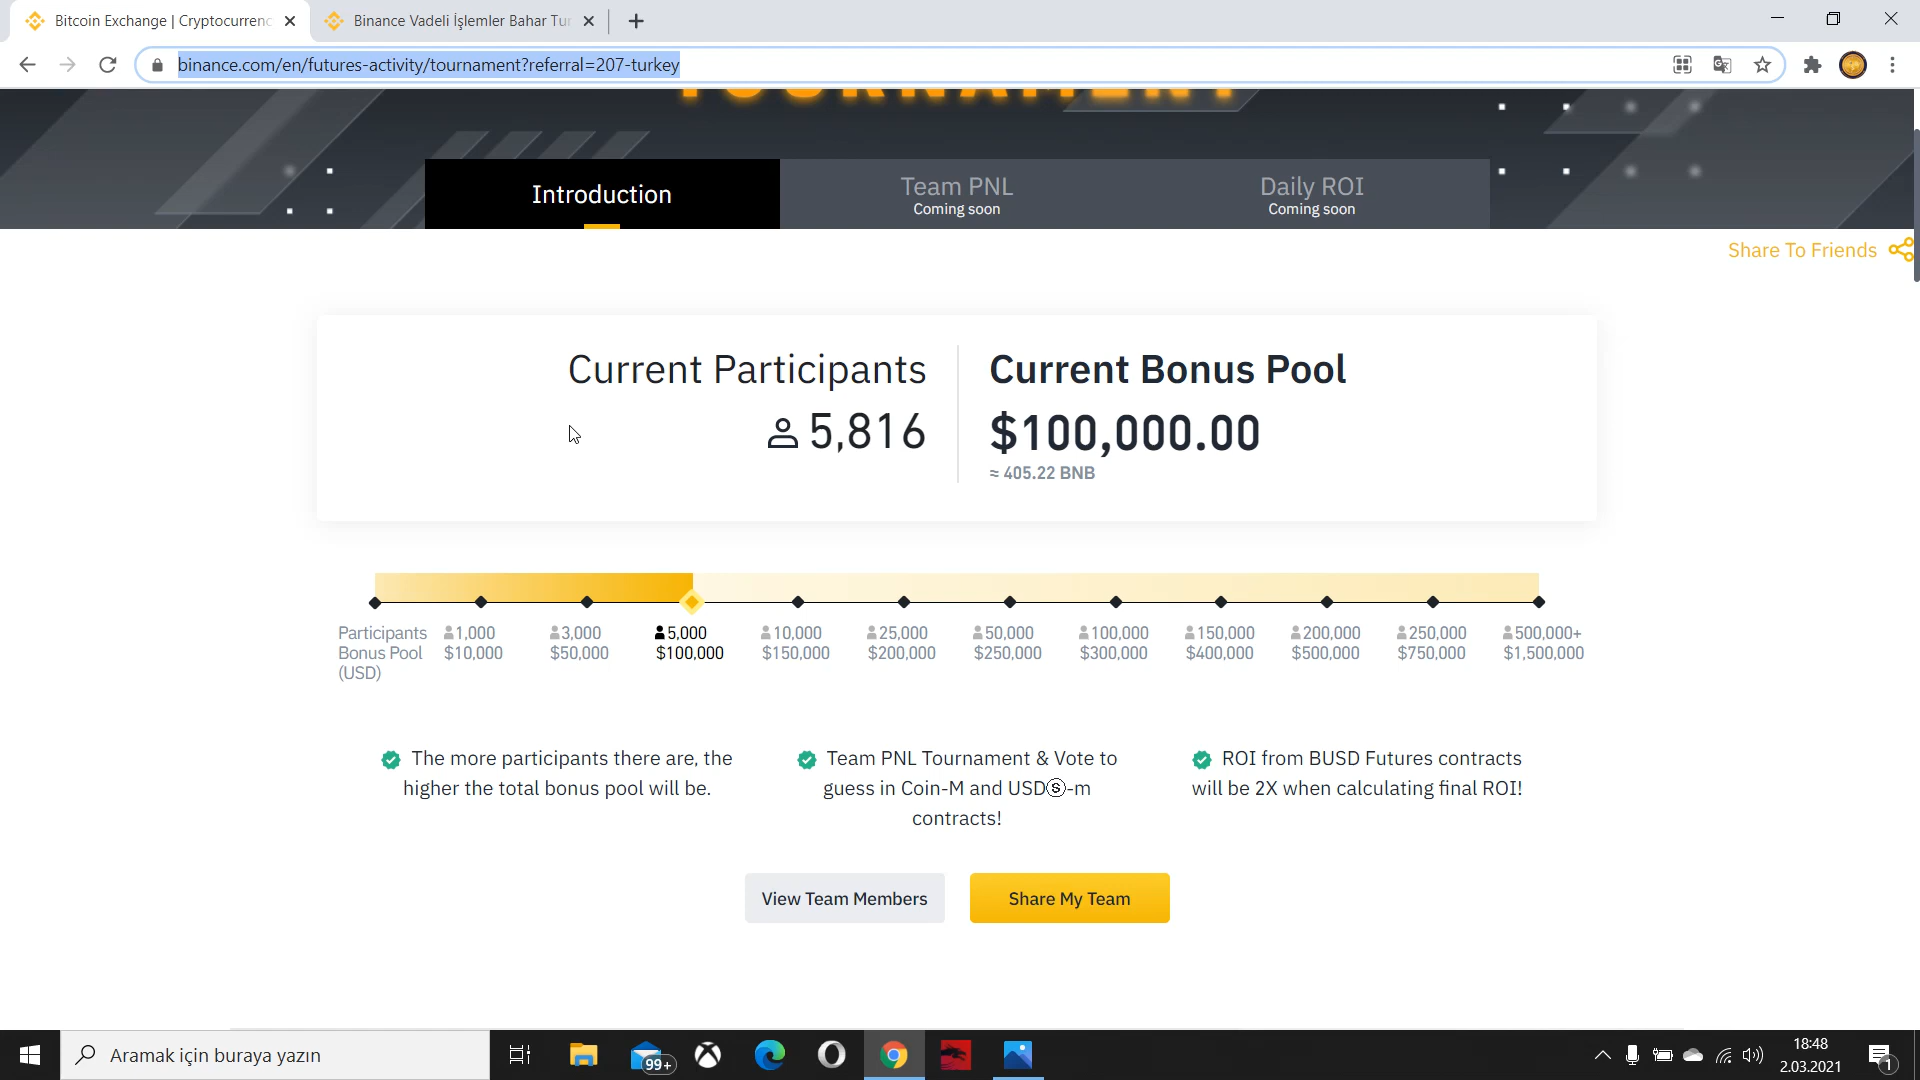 Bitcoin Exchange | Cryptocurrenc
Binance Vadeli İşlemler Bahar Tur
binance.com/en/futures-activity/tournament?referral=207-turkey
TOURNAMENT
Introduction
Team PNL
Coming soon
Daily ROI
Coming soon
Share To Friends
Current Participants
5,816
Current Bonus Pool
$100,000.00
≈ 405.22 BNB
Participants 1,000 3,000 5,000 10,000 25,000 50,000 100,000 150,000 200,000 250,000 500,000+
Bonus Pool $10,000 $50,000 $100,000 $150,000 $200,000 $250,000 $300,000 $400,000 $500,000 $750,000 $1,500,000
(USD)
The more participants there are, the
higher the total bonus pool will be.
Team PNL Tournament & Vote to
guess in Coin-M and USDⓈ-m
contracts!
ROI from BUSD Futures contracts
will be 2X when calculating final ROI!
View Team Members
Share My Team
Aramak için buraya yazın
99+
18:48
2.03.2021
1